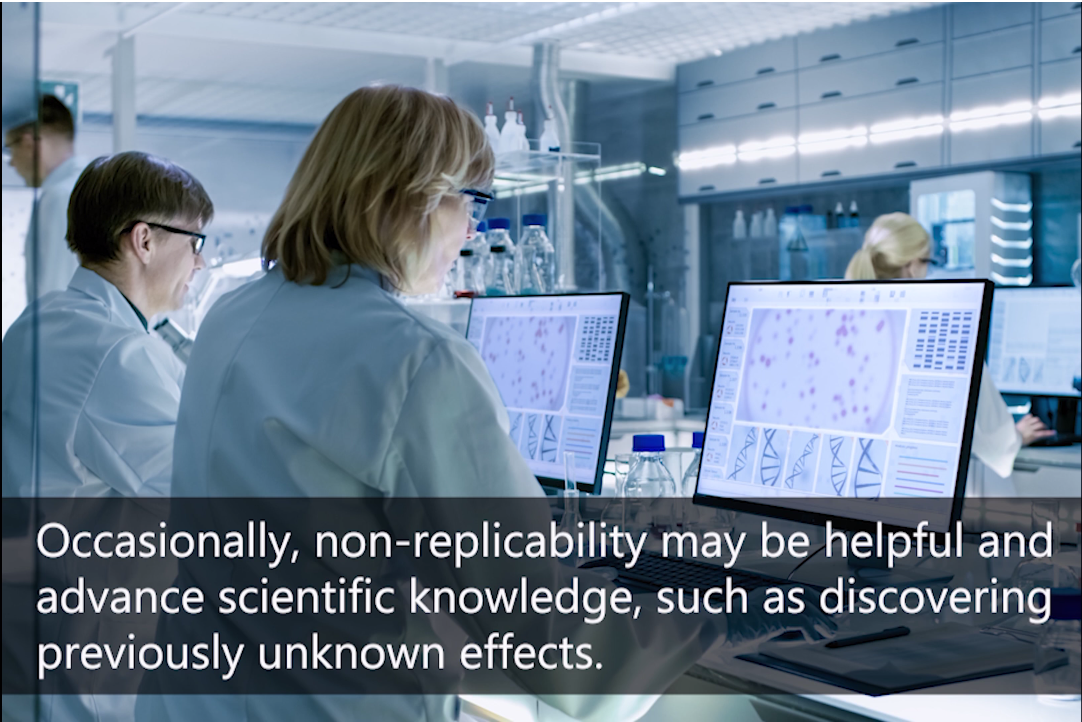 Occasionally, non-replicability may be helpful and
advance scientific knowledge, such as discovering
previously unknown effects.